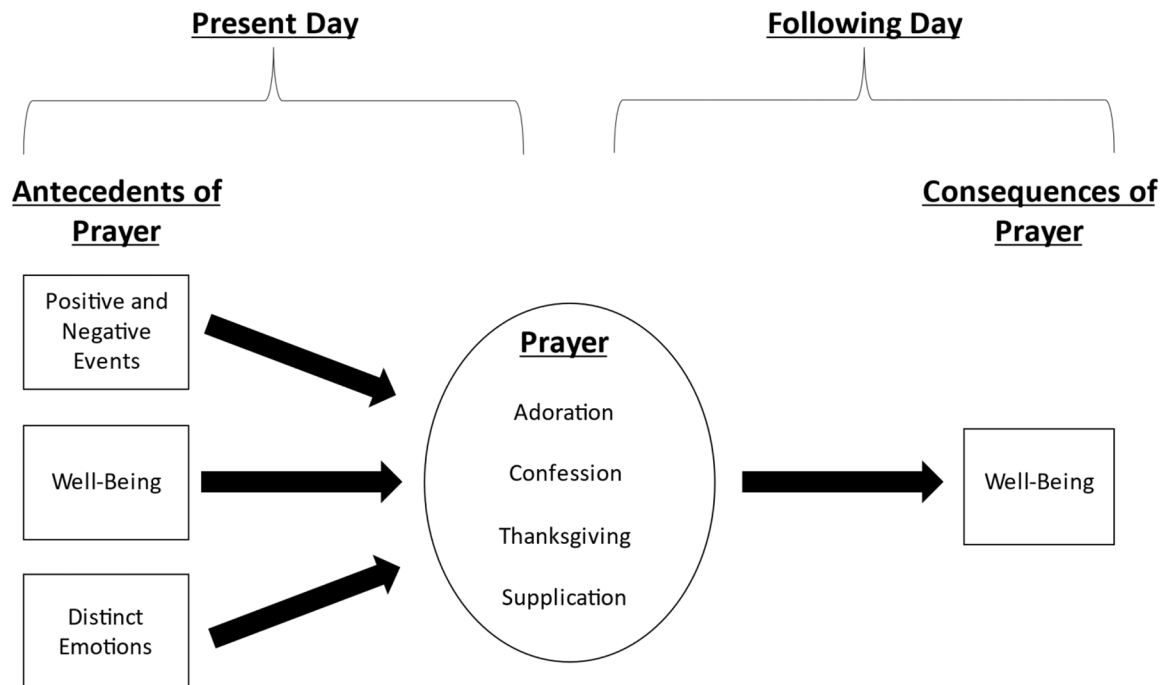 Present Day
Following Day
Antecedents of
Prayer
Consequences of
Prayer
Positive and
Negative
Events
Well-Being
Distinct
Emotions
Prayer
Adoration
Confession
Thanksgiving
Supplication
Well-Being